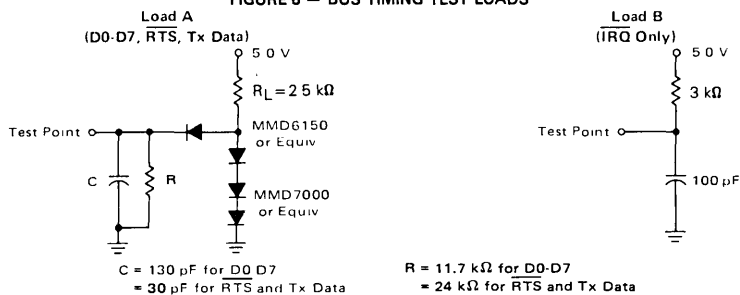 FIGURE 8 — BUS TIMING TEST LOADS
Load A
(D0-D7, RTS, Tx Data)
5 0 V
RL = 2 5 kΩ
Test Point
MMD6150
or Equiv
C
R
MMD7000
or Equiv
C = 130 pF for D0 D7
= 30 pF for RTS and Tx Data
Load B
(IRQ Only)
5 0 V
3 kΩ
Test Point
100 pF
R = 11.7 kΩ for D0-D7
= 24 kΩ for RTS and Tx Data